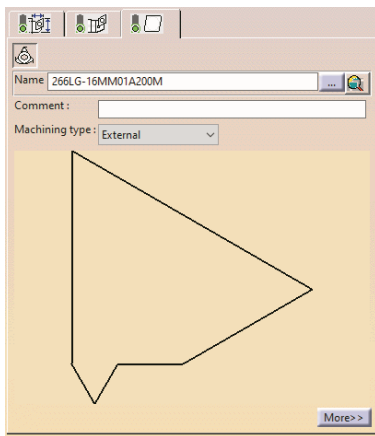 Name 266LG-16MM01A200M ...
Comment :
Machining type : External
More>>